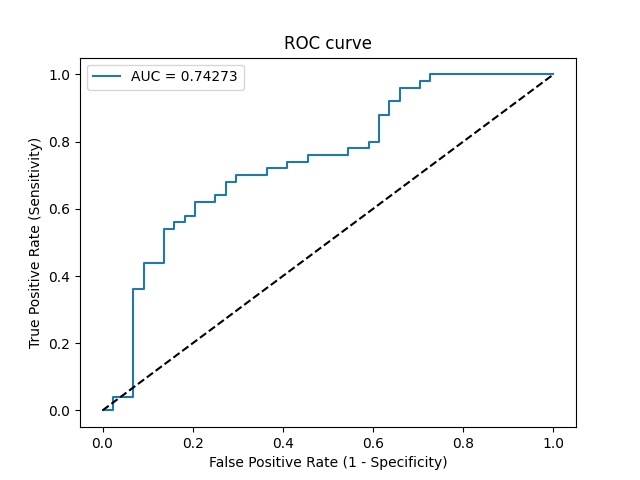 ROC curve
AUC = 0.74273
1.0
0.8
0.6
0.4
0.2
0.0
True Positive Rate (Sensitivity)
0.0 0.2 0.4 0.6 0.8 1.0
False Positive Rate (1 - Specificity)